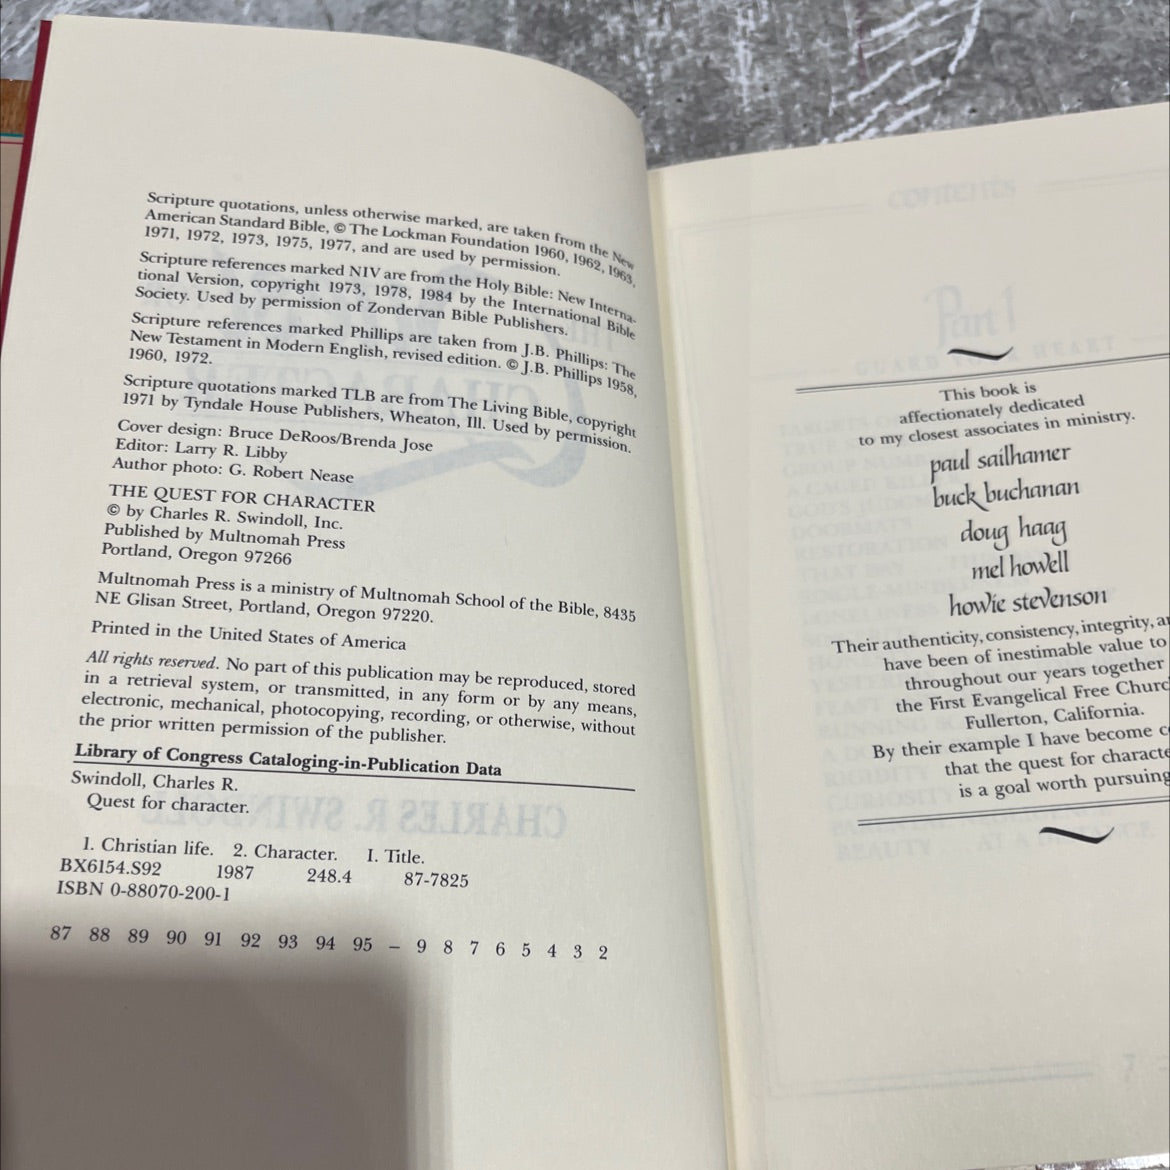 Scripture quotations, unless otherwise marked, are taken from the New
American Standard Bible, © The Lockman Foundation 1960, 1962, 1963,
1971, 1972, 1973, 1975, 1977, and are used by permission.
Scripture references marked NIV are from the Holy Bible: New Interna-
tional Version, copyright 1973, 1978, 1984 by the International Bible
Society. Used by permission of Zondervan Bible Publishers.
Scripture references marked Phillips are taken from J.B. Phillips: The
New Testament in Modern English, revised edition. © J.B. Phillips 1958,
1960, 1972.
Scripture quotations marked TLB are from The Living Bible, copyright
1971 by Tyndale House Publishers, Wheaton, Ill. Used by permission.
Cover design: Bruce DeRoos/Brenda Jose
Editor: Larry R. Libby
Author photo: G. Robert Nease
THE QUEST FOR CHARACTER
© by Charles R. Swindoll, Inc.
Published by Multnomah Press
Portland, Oregon 97266
Multnomah Press is a ministry of Multnomah School of the Bible, 8435
NE Glisan Street, Portland, Oregon 97220.
Printed in the United States of America
All rights reserved. No part of this publication may be reproduced, stored
in a retrieval system, or transmitted, in any form or by any means,
electronic, mechanical, photocopying, recording, or otherwise, without
the prior written permission of the publisher.
Library of Congress Cataloging-in-Publication Data
Swindoll, Charles R.
Quest for character.
1. Christian life. 2. Character. I. Title.
BX6154.S92 1987 248.4 87-7825
ISBN 0-88070-200-1
87 88 89 90 91 92 93 94 95 – 9 8 7 6 5 4 3 2
This book is
affectionately dedicated
to my closest associates in ministry.
paul sailhamer
buck buchanan
doug haag
mel howell
howie stevenson
Their authenticity, consistency, integrity,
have been of inestimable value to
throughout our years together
the First Evangelical Free
Fullerton, California.
By their example I have become
that the quest for
is a goal worth pursuing